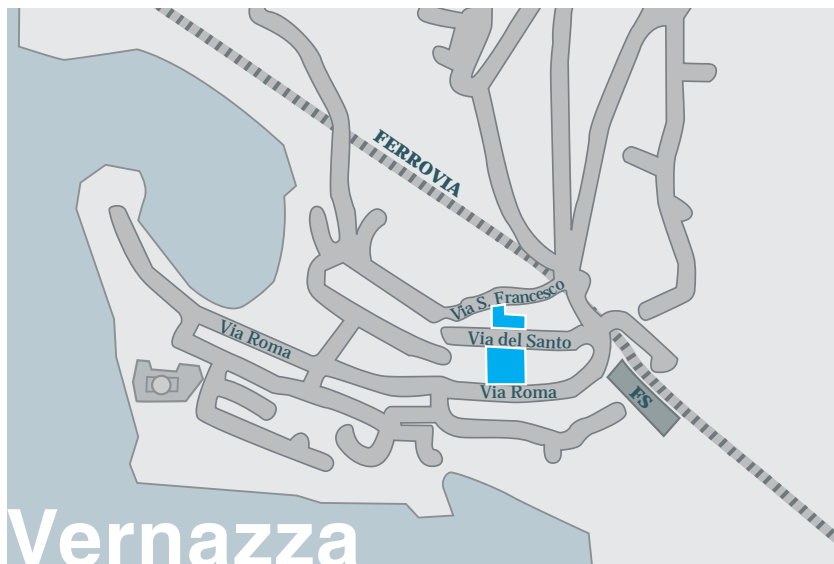 FERROVIA
Via S. Francesco
Via del Santo
Via Roma
Via Roma
FS
Vernazza